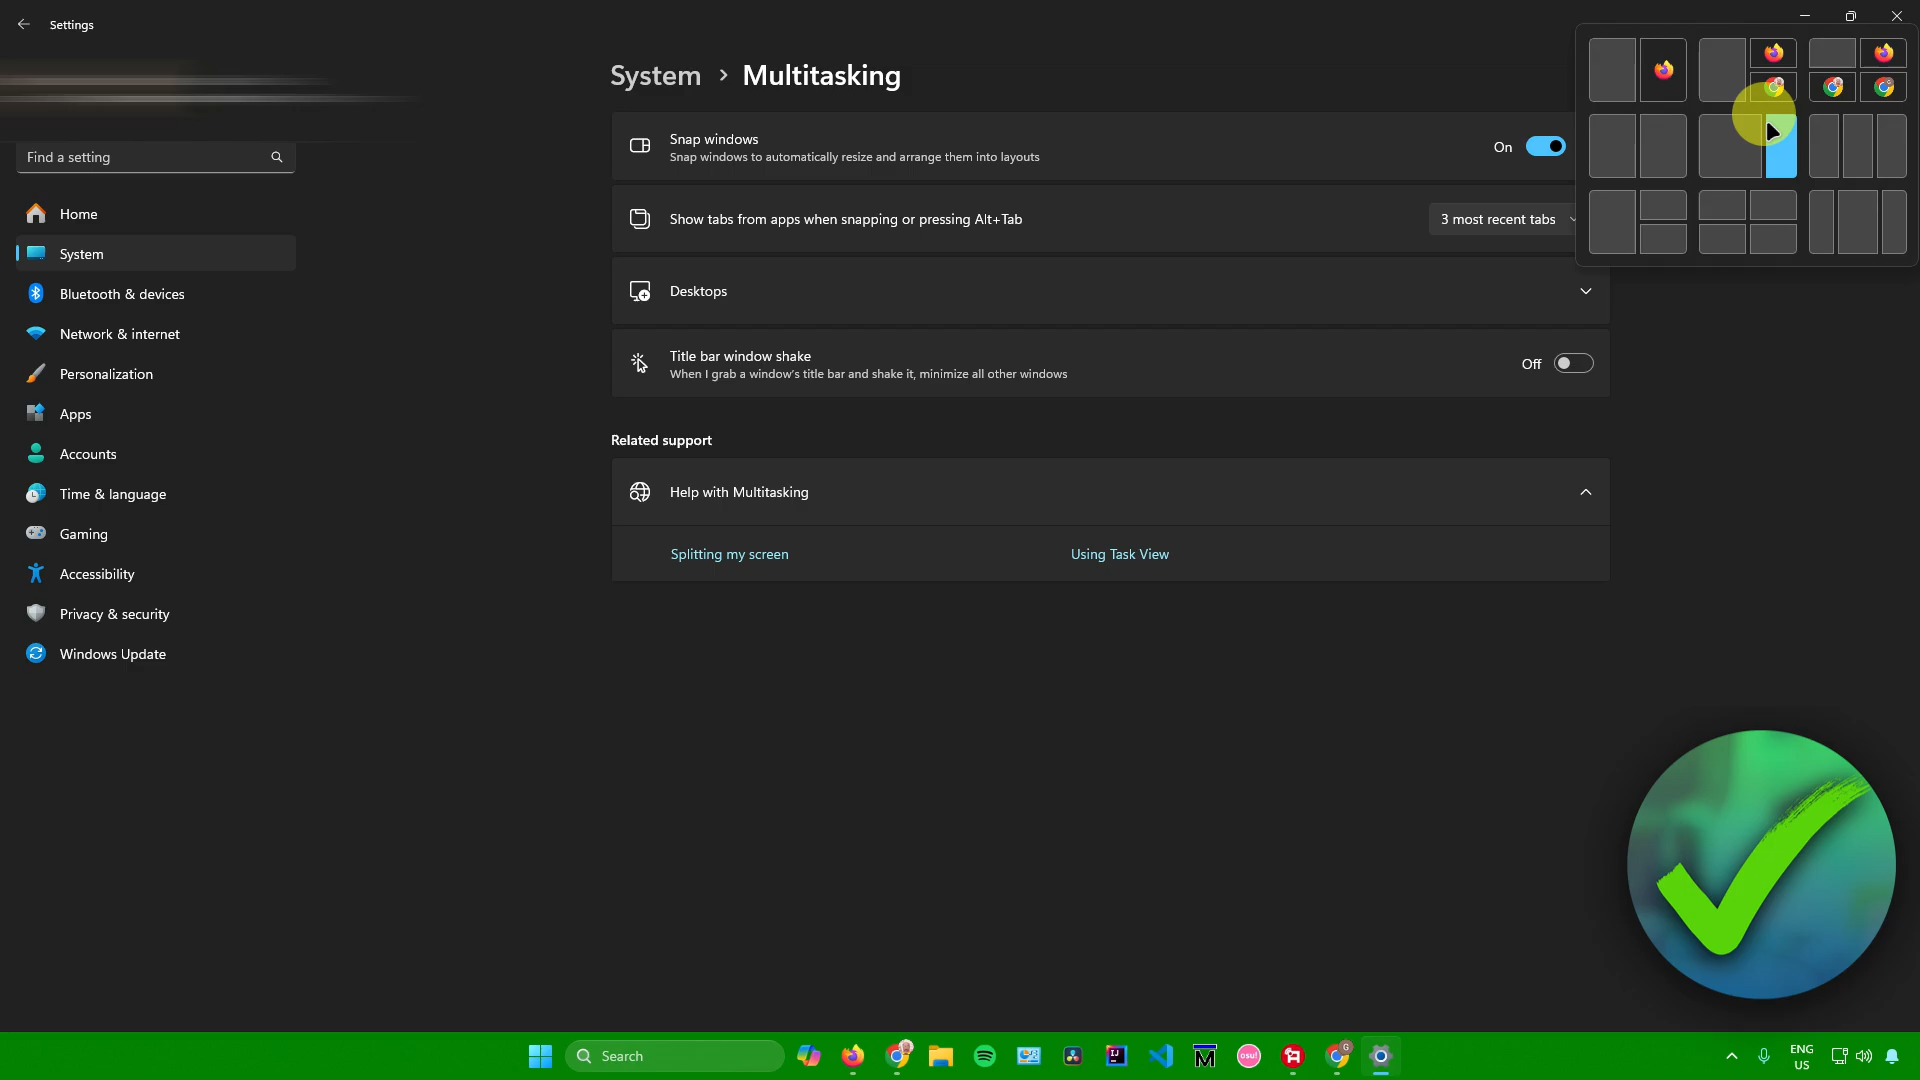 Settings
System > Multitasking
Find a setting
Home
System
Bluetooth & devices
Network & internet
Personalization
Apps
Accounts
Time & language
Gaming
Accessibility
Privacy & security
Windows Update
Snap windows
Snap windows to automatically resize and arrange them into layouts
On
Show tabs from apps when snapping or pressing Alt+Tab
3 most recent tabs
Desktops
Title bar window shake
When I grab a window's title bar and shake it, minimize all other windows
Off
Related support
Help with Multitasking
Splitting my screen
Using Task View
Search
IJ
M
osu!
G
ENG
US